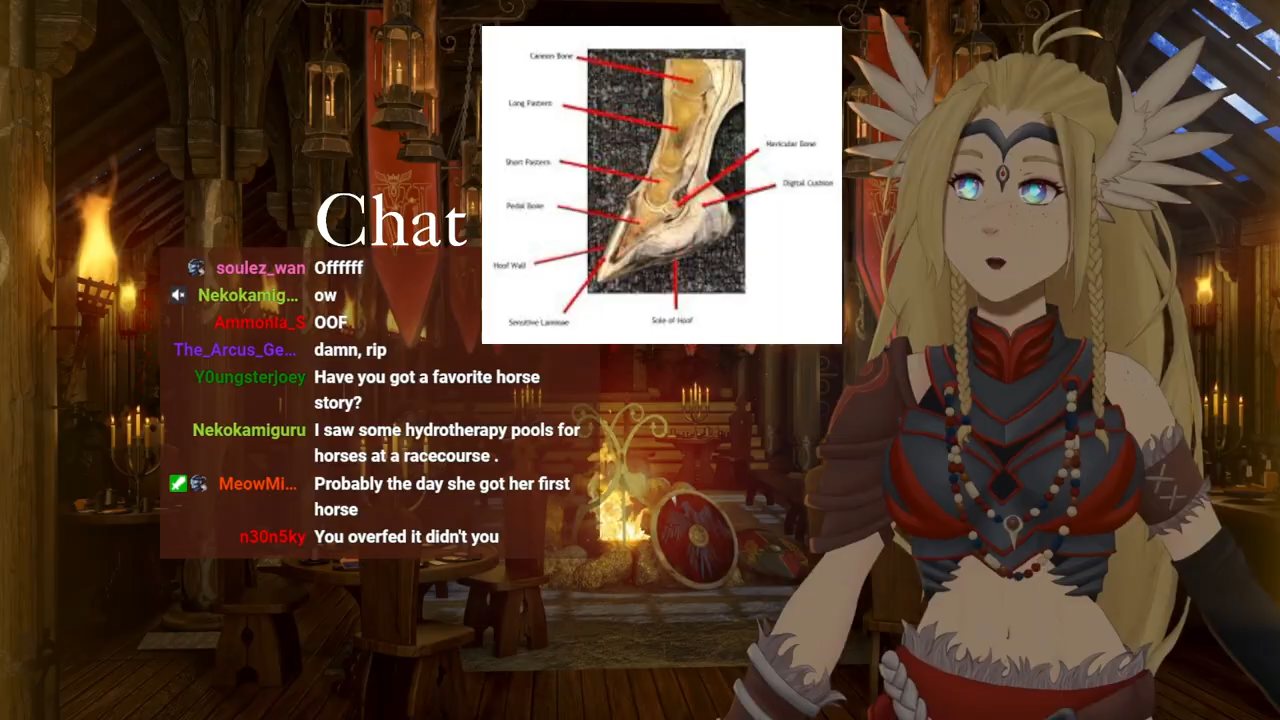 Cannon Bone
Long Pastern
Short Pastern
Pedal Bone
Hoof Wall
Sensitive Laminae
Sole of Hoof
Navicular Bone
Digital Cushion
Chat
soulez_wan Offffff
Nekokamig... ow
Ammonia_S OOF
The_Arcus_Ge... damn, rip
Y0ungsterjoey Have you got a favorite horse
story?
Nekokamiguru I saw some hydrotherapy pools for
horses at a racecourse .
MeowMi... Probably the day she got her first
horse
n30n5ky You overfed it didn't you